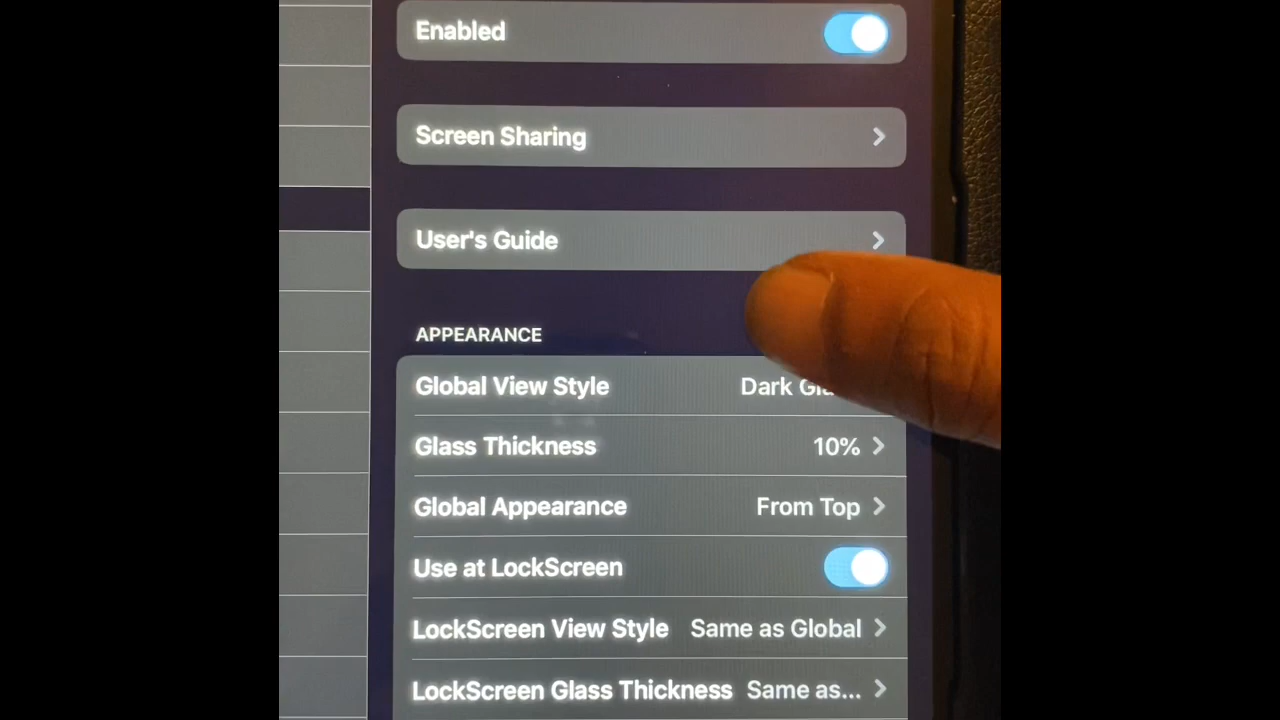 Enabled
Screen Sharing
User's Guide
APPEARANCE
Global View Style Dark
Glass Thickness 10%
Global Appearance From Top
Use at LockScreen
LockScreen View Style Same as Global
LockScreen Glass Thickness Same as...